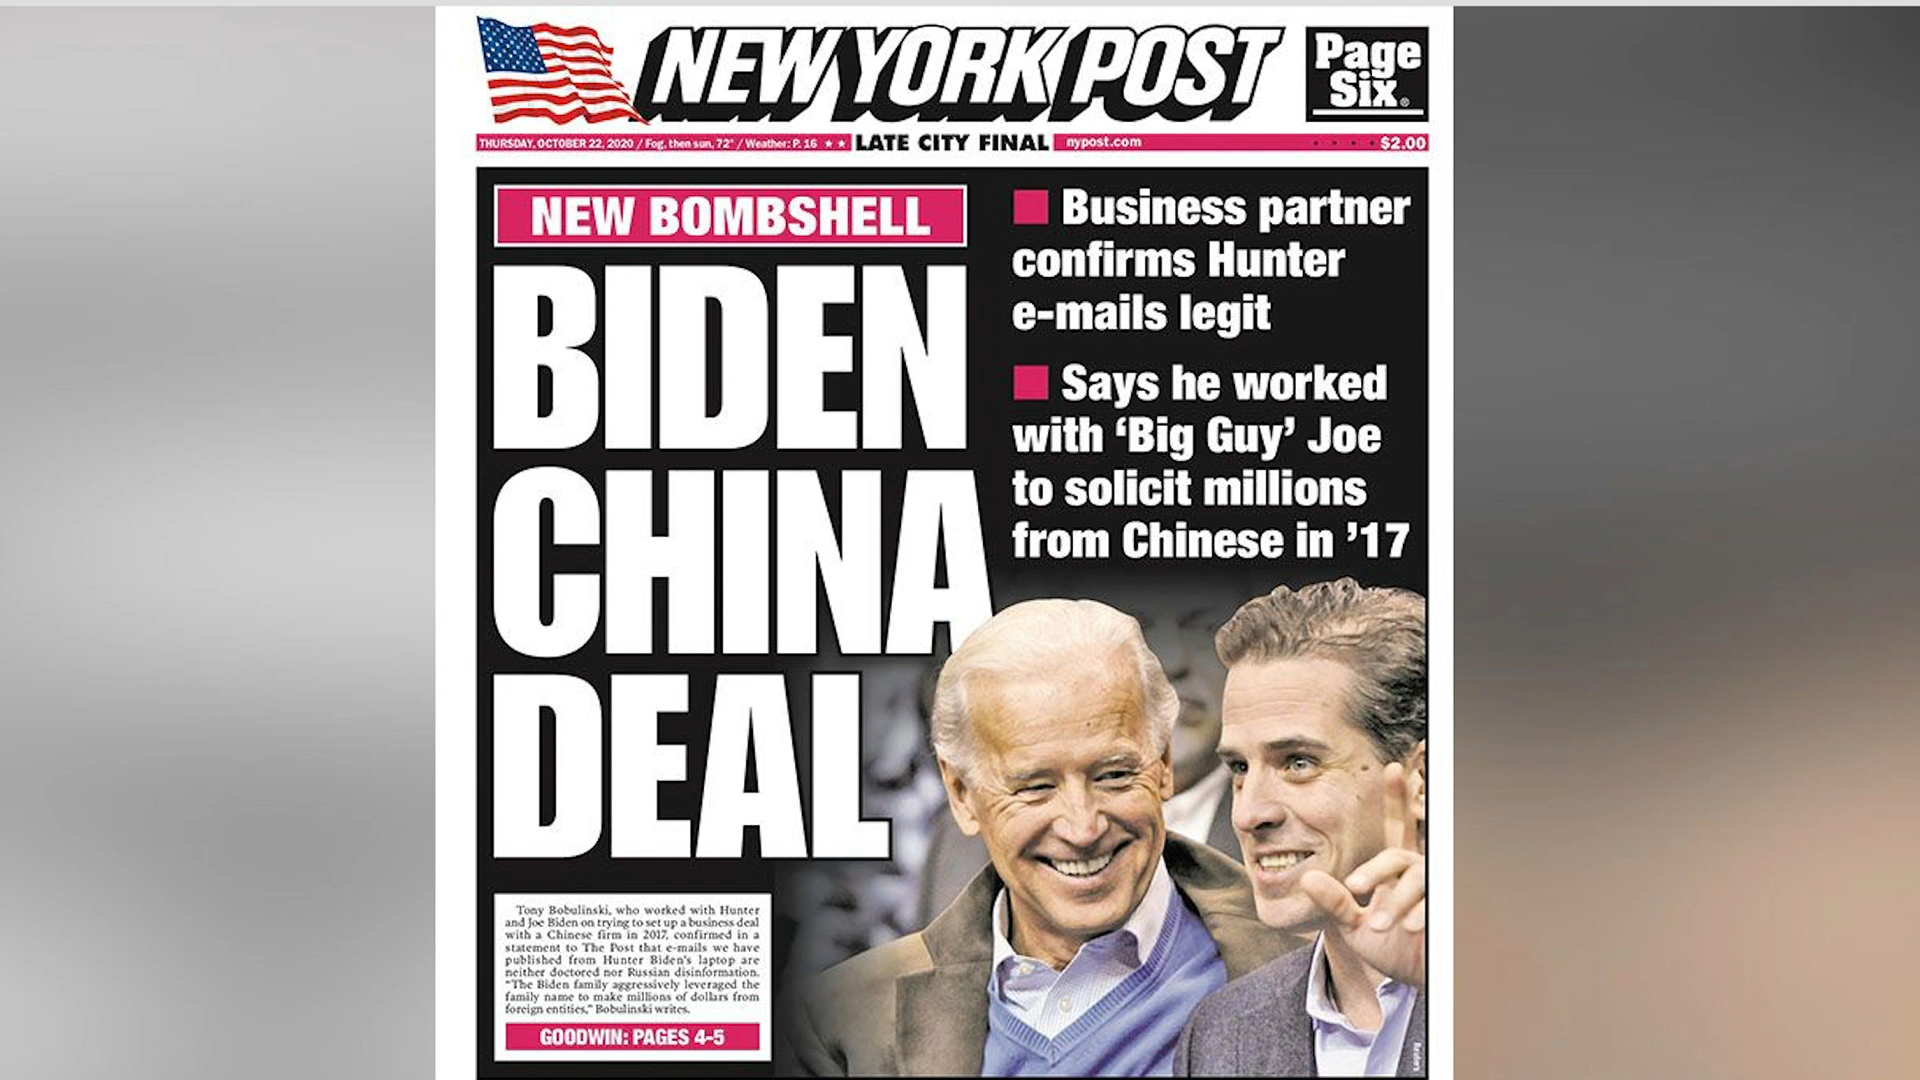 NEW YORK POST
Page
Six®
THURSDAY, OCTOBER 22, 2020 / Fog, then sun, 72° / Weather: P. 16 ★★ LATE CITY FINAL nypost.com $2.00
NEW BOMBSHELL
BIDEN
CHINA
DEAL
■ Business partner
confirms Hunter
e-mails legit
■ Says he worked
with ‘Big Guy’ Joe
to solicit millions
from Chinese in ’17
Tony Bobulinski, who worked with Hunter
and Joe Biden on trying to set up a business deal
with a Chinese firm in 2017, confirmed in a
statement to The Post that e-mails we have
published from Hunter Biden’s laptop are
neither doctored nor Russian disinformation.
“The Biden family aggressively leveraged the
family name to make millions of dollars from
foreign entities,” Bobulinski writes.
GOODWIN: PAGES 4-5
Reuters